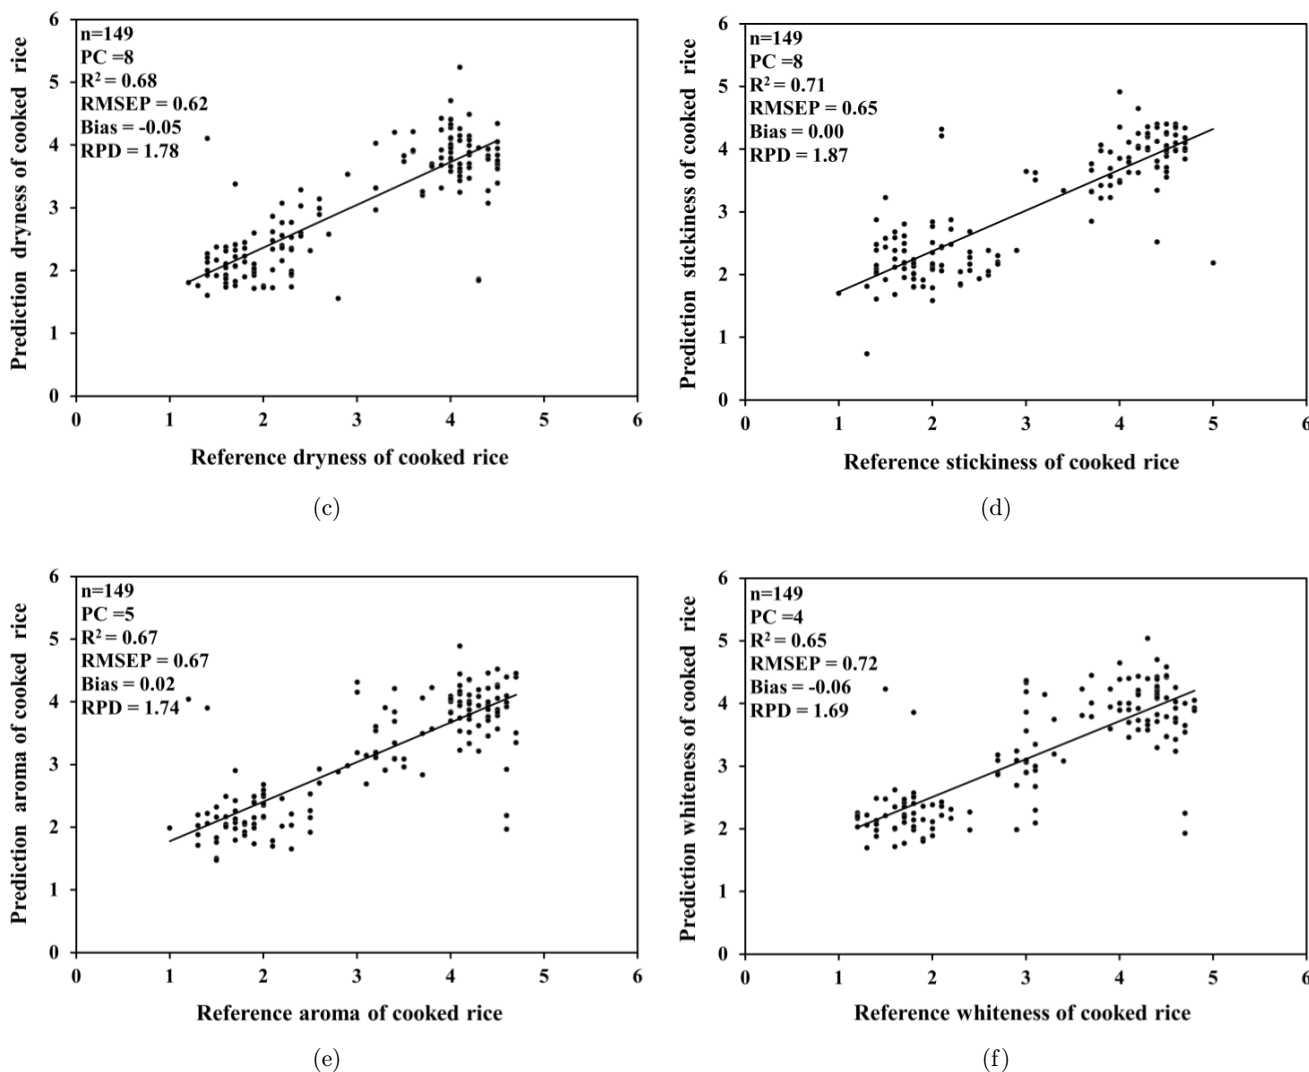 6
5
4
3
2
1
0
Prediction dryness of cooked rice
n=149
PC =8
R² = 0.68
RMSEP = 0.62
Bias = -0.05
RPD = 1.78
0 1 2 3 4 5 6
Reference dryness of cooked rice
(c)
6
5
4
3
2
1
0
Prediction stickiness of cooked rice
n=149
PC =8
R² = 0.71
RMSEP = 0.65
Bias = 0.00
RPD = 1.87
0 1 2 3 4 5 6
Reference stickiness of cooked rice
(d)
6
5
4
3
2
1
0
Prediction aroma of cooked rice
n=149
PC =5
R² = 0.67
RMSEP = 0.67
Bias = 0.02
RPD = 1.74
0 1 2 3 4 5 6
Reference aroma of cooked rice
(e)
6
5
4
3
2
1
0
Prediction whiteness of cooked rice
n=149
PC =4
R² = 0.65
RMSEP = 0.72
Bias = -0.06
RPD = 1.69
0 1 2 3 4 5 6
Reference whiteness of cooked rice
(f)